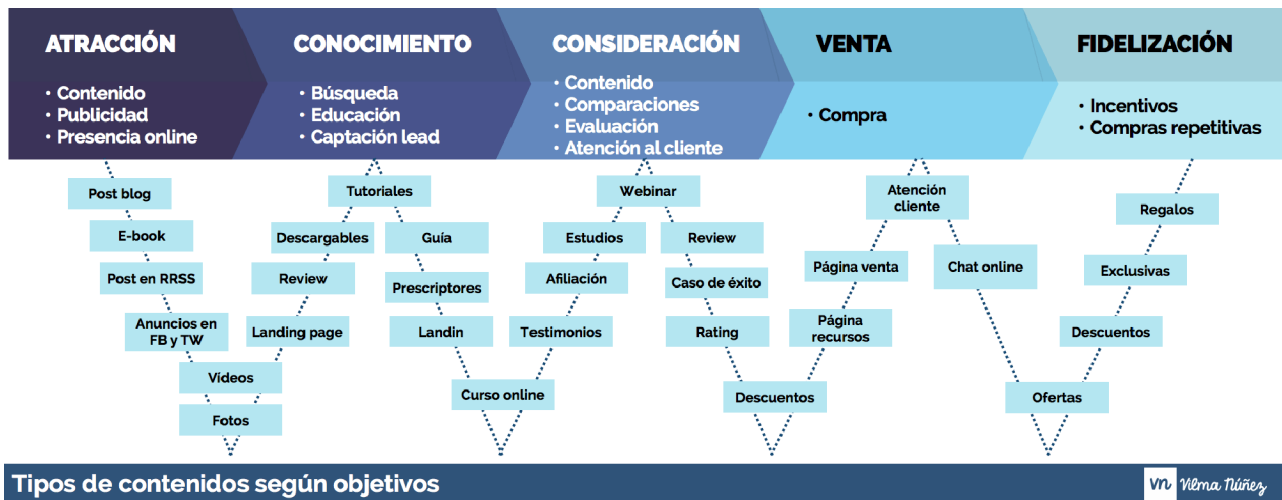 ATRACCIÓN
• Contenido
• Publicidad
• Presencia online
CONOCIMIENTO
• Búsqueda
• Educación
• Captación lead
CONSIDERACIÓN
• Contenido
• Comparaciones
• Evaluación
• Atención al cliente
VENTA
• Compra
FIDELIZACIÓN
• Incentivos
• Compras repetitivas
Post blog
E-book
Post en RRSS
Anuncios en
FB y TW
Vídeos
Fotos
Tutoriales
Descargables
Review
Landing page
Guía
Prescriptores
Landin
Curso online
Webinar
Estudios
Afiliación
Testimonios
Review
Caso de éxito
Rating
Descuentos
Atención
cliente
Página venta
Página
recursos
Chat online
Ofertas
Regalos
Exclusivas
Descuentos
Tipos de contenidos según objetivos
vn Vilma Núñez